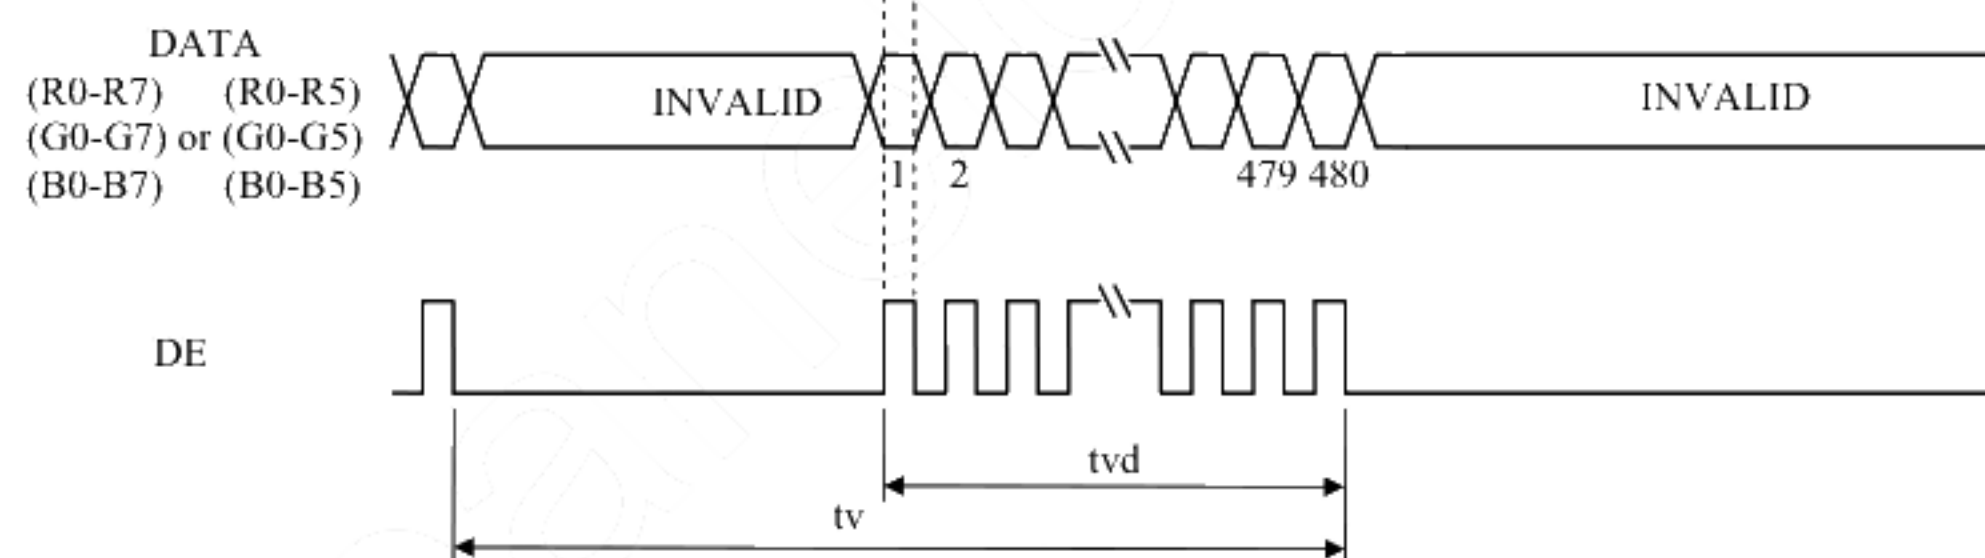 DATA
(R0-R7) (R0-R5)
(G0-G7) or (G0-G5)
(B0-B7) (B0-B5)
INVALID
INVALID
1 2 479 480
DE
tvd
tv